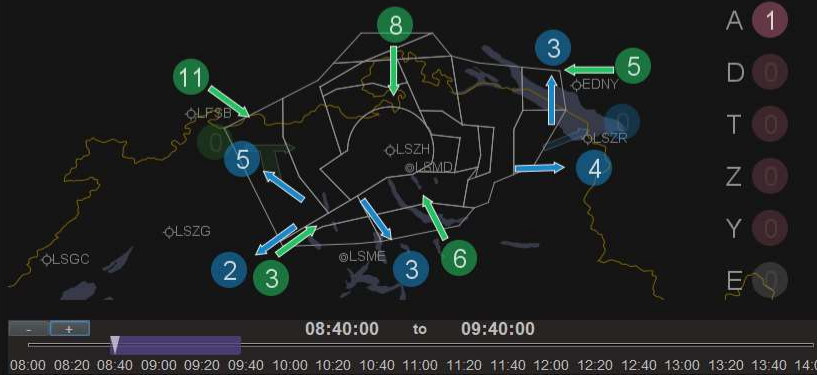 8
A 1
3
5
11
D 0
EDNY
LFSB
T 0
0
LSZR
0
LSZH
5
LSMD
4
Z 0
LSZG
Y 0
6
LSGC
LSME
2
3
3
E 0
- + 08:40:00 to 09:40:00
08:00 08:20 08:40 09:00 09:20 09:40 10:00 10:20 10:40 11:00 11:20 11:40 12:00 12:20 12:40 13:00 13:20 13:40 14:0